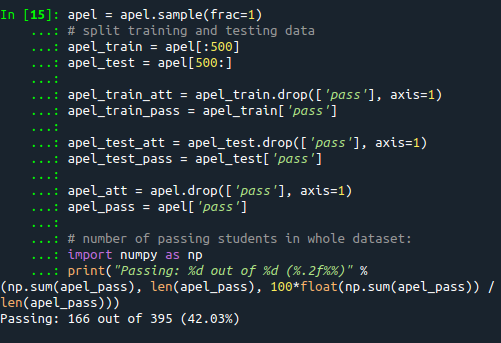 In [15]: apel = apel.sample(frac=1)
...: # split training and testing data
...: apel_train = apel[:500]
...: apel_test = apel[500:]
...:
...: apel_train_att = apel_train.drop(['pass'], axis=1)
...: apel_train_pass = apel_train['pass']
...:
...: apel_test_att = apel_test.drop(['pass'], axis=1)
...: apel_test_pass = apel_test['pass']
...:
...: apel_att = apel.drop(['pass'], axis=1)
...: apel_pass = apel['pass']
...:
...: # number of passing students in whole dataset:
...: import numpy as np
...: print("Passing: %d out of %d (%.2f%%)" %
(np.sum(apel_pass), len(apel_pass), 100*float(np.sum(apel_pass)) /
len(apel_pass)))
Passing: 166 out of 395 (42.03%)